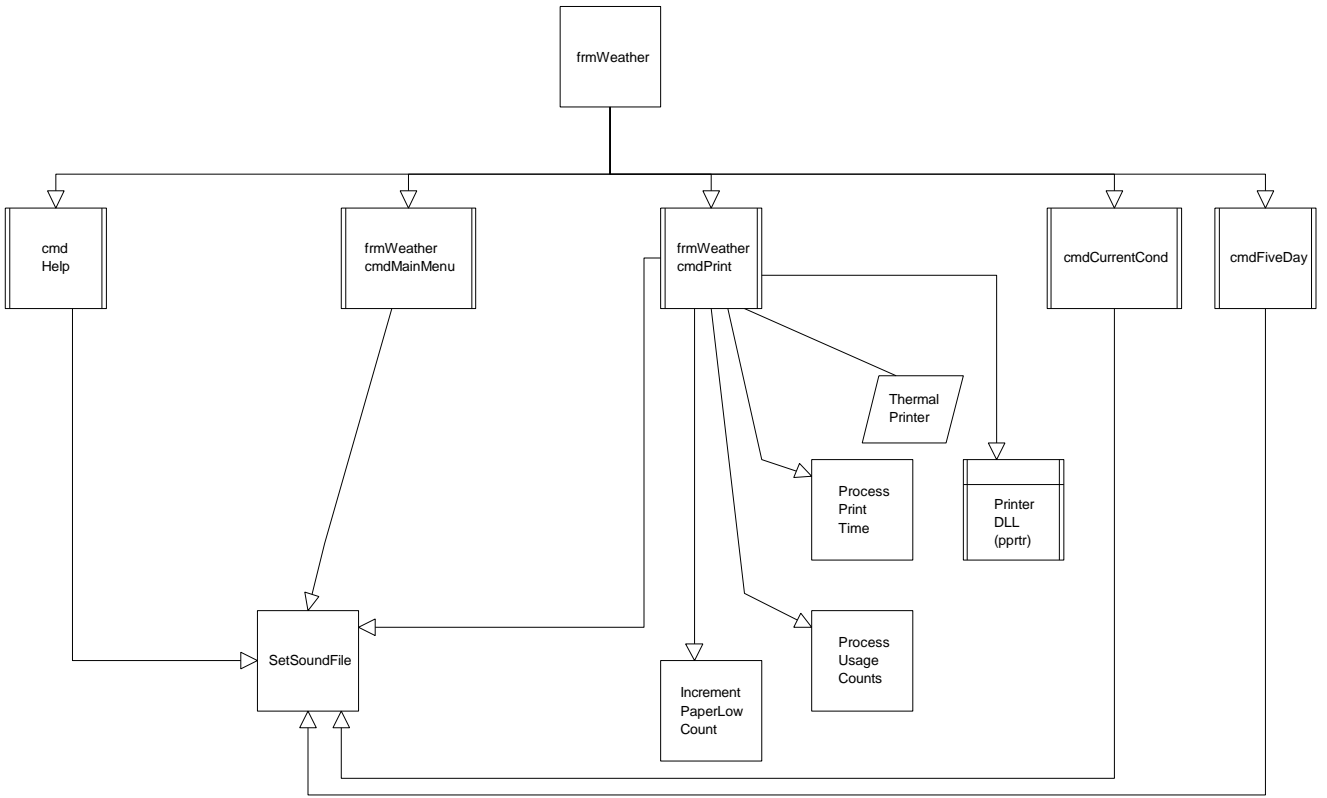 frmWeather
cmd
Help
frmWeather
cmdMainMenu
frmWeather
cmdPrint
cmdCurrentCond
cmdFiveDay
Thermal
Printer
Process
Print
Time
Printer
DLL
(pprtr)
SetSoundFile
Increment
PaperLow
Count
Process
Usage
Counts